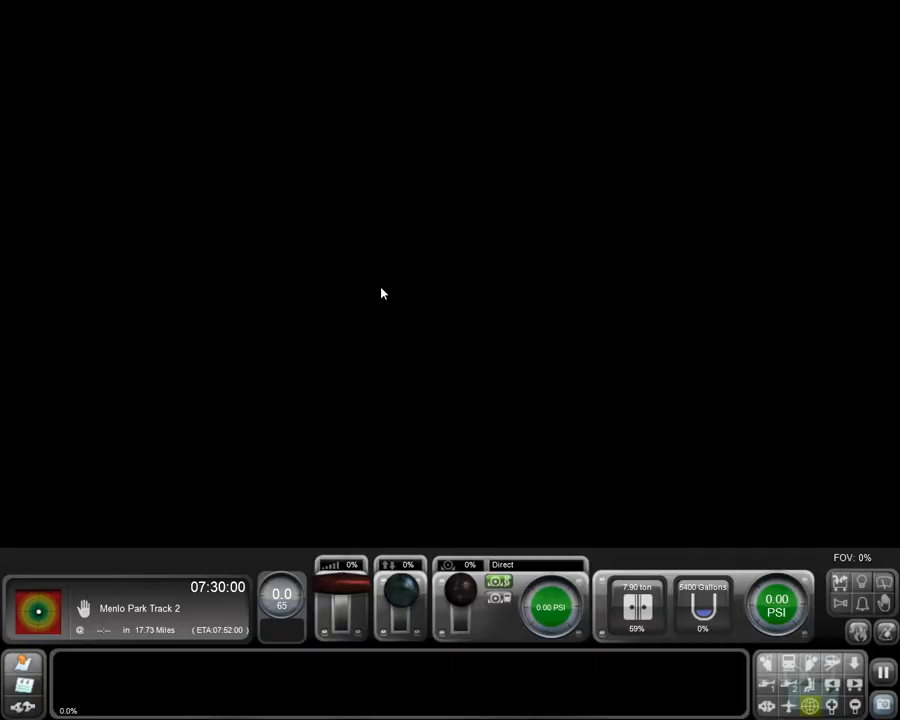 FOV: 0%
0%
0%
0%
Direct
07:30:00
Menlo Park Track 2
@ --:-- in 17.73 Miles ( ETA:07:52:00 )
0.0
65
0.00 PSI
7.90 ton
59%
5400 Gallons
0%
0.00
PSI
1
2
0.0%